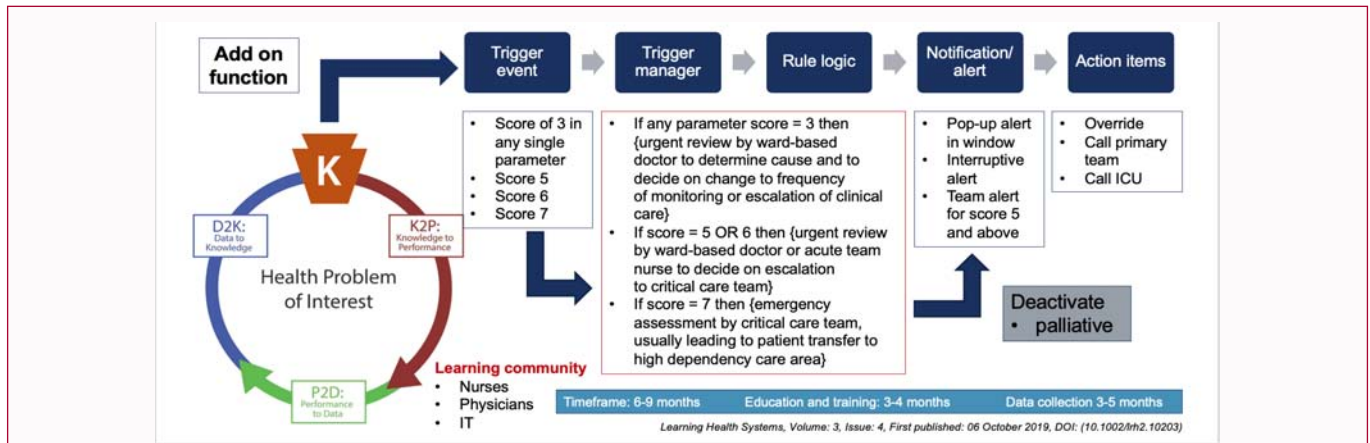 Add on
function
Trigger
event
Trigger
manager
Rule logic
Notification/
alert
Action items
K
D2K:
Data to
Knowledge
K2P:
Knowledge to
Performance
Health Problem
of Interest
P2D:
Performance
to Data
• Score of 3 in
any single
parameter
• Score 5
• Score 6
• Score 7
• If any parameter score = 3 then
{urgent review by ward-based
doctor to determine cause and to
decide on change to frequency
of monitoring or escalation of clinical
care}
• If score = 5 OR 6 then {urgent review
by ward-based doctor or acute team
nurse to decide on escalation
to critical care team}
• If score = 7 then {emergency
assessment by critical care team,
usually leading to patient transfer to
high dependency care area}
• Pop-up alert
in window
• Interruptive
alert
• Team alert
for score 5
and above
• Override
• Call primary
team
• Call ICU
Deactivate
• palliative
Learning community
• Nurses
• Physicians
• IT
Timeframe: 6-9 months Education and training: 3-4 months Data collection 3-5 months
Learning Health Systems, Volume: 3, Issue: 4, First published: 06 October 2019, DOI: (10.1002/lrh2.10203)